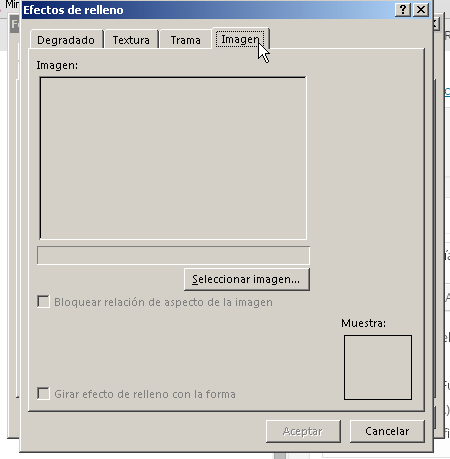 Mir
Efectos de relleno
Degradado Textura Trama Imagen
Imagen:
Seleccionar imagen...
Bloquear relación de aspecto de la imagen
Muestra:
Girar efecto de relleno con la forma
Aceptar Cancelar